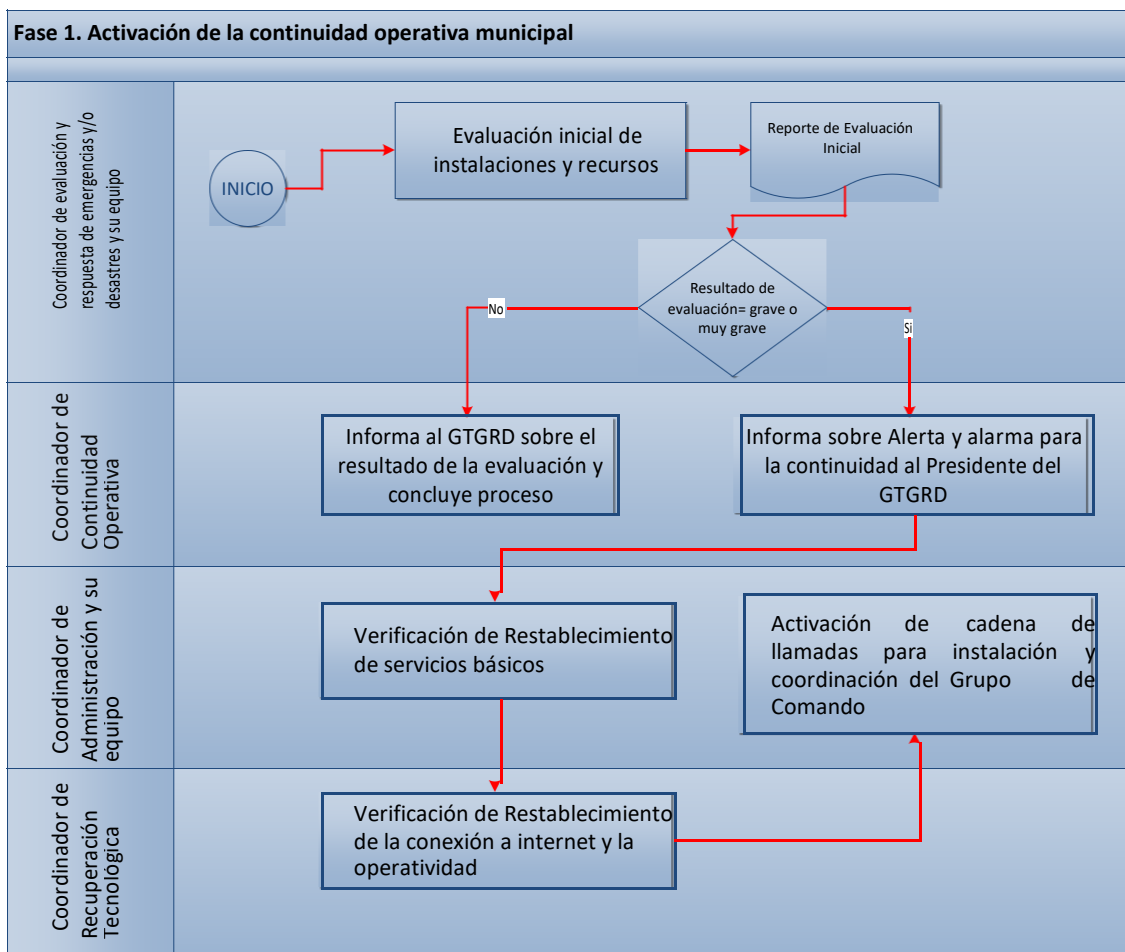 Fase 1. Activación de la continuidad operativa municipal
Coordinador de evaluación y
respuesta de emergencias y/o
desastres y su equipo
INICIO
Evaluación inicial de
instalaciones y recursos
Reporte de Evaluación
Inicial
Resultado de
evaluación= grave o
muy grave
No
Si
Coordinador de
Continuidad
Operativa
Informa al GTGRD sobre el
resultado de la evaluación y
concluye proceso
Informa sobre Alerta y alarma para
la continuidad al Presidente del
GTGRD
Coordinador de
Administración y su
equipo
Verificación de Restablecimiento
de servicios básicos
Activación de cadena de
llamadas para instalación y
coordinación del Grupo de
Comando
Coordinador de
Recuperación
Tecnológica
Verificación de Restablecimiento
de la conexión a internet y la
operatividad